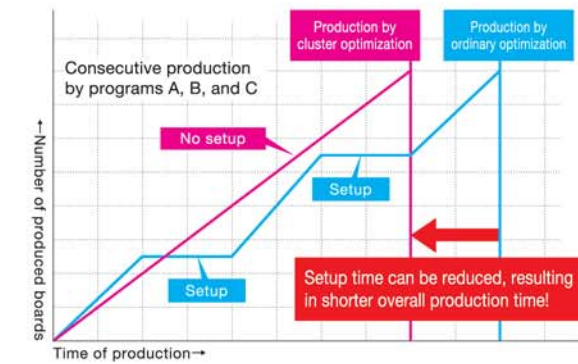 Production by
cluster optimization
Production by
ordinary optimization
Consecutive production
by programs A, B, and C
No setup
Setup
Setup
Setup time can be reduced, resulting
in shorter overall production time!
←Number of produced boards
Time of production→